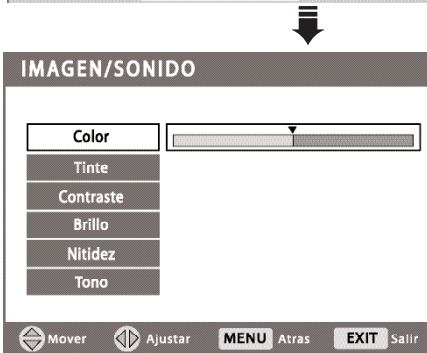 IMAGEN/SONIDO
Color
Tinte
Contraste
Brillo
Nitidez
Tono
Mover Ajustar MENU Atras EXIT Salir